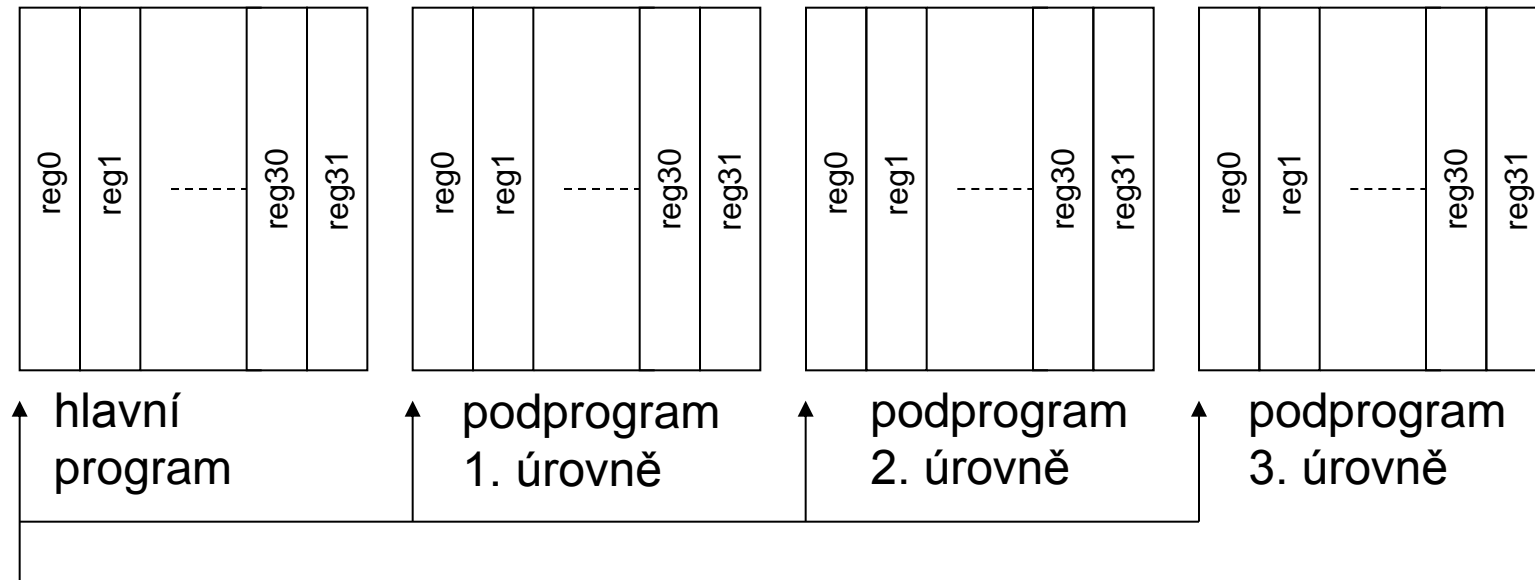 reg0
reg1
reg30
reg31
reg0
reg1
reg30
reg31
reg0
reg1
reg30
reg31
reg0
reg1
reg30
reg31
hlavní
program
podprogram
1. úrovně
podprogram
2. úrovně
podprogram
3. úrovně